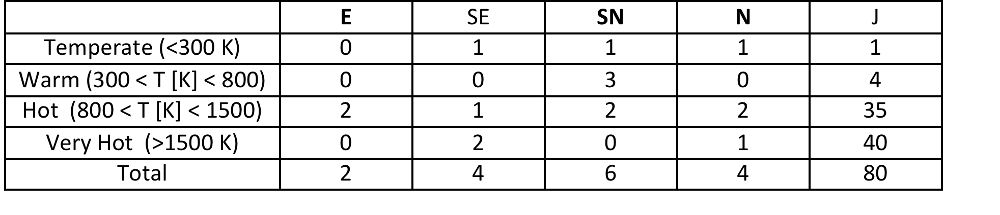 E SE SN N J
Temperate (<300 K) 0 1 1 1 1
Warm (300 < T [K] < 800) 0 0 3 0 4
Hot (800 < T [K] < 1500) 2 1 2 2 35
Very Hot (>1500 K) 0 2 0 1 40
Total 2 4 6 4 80